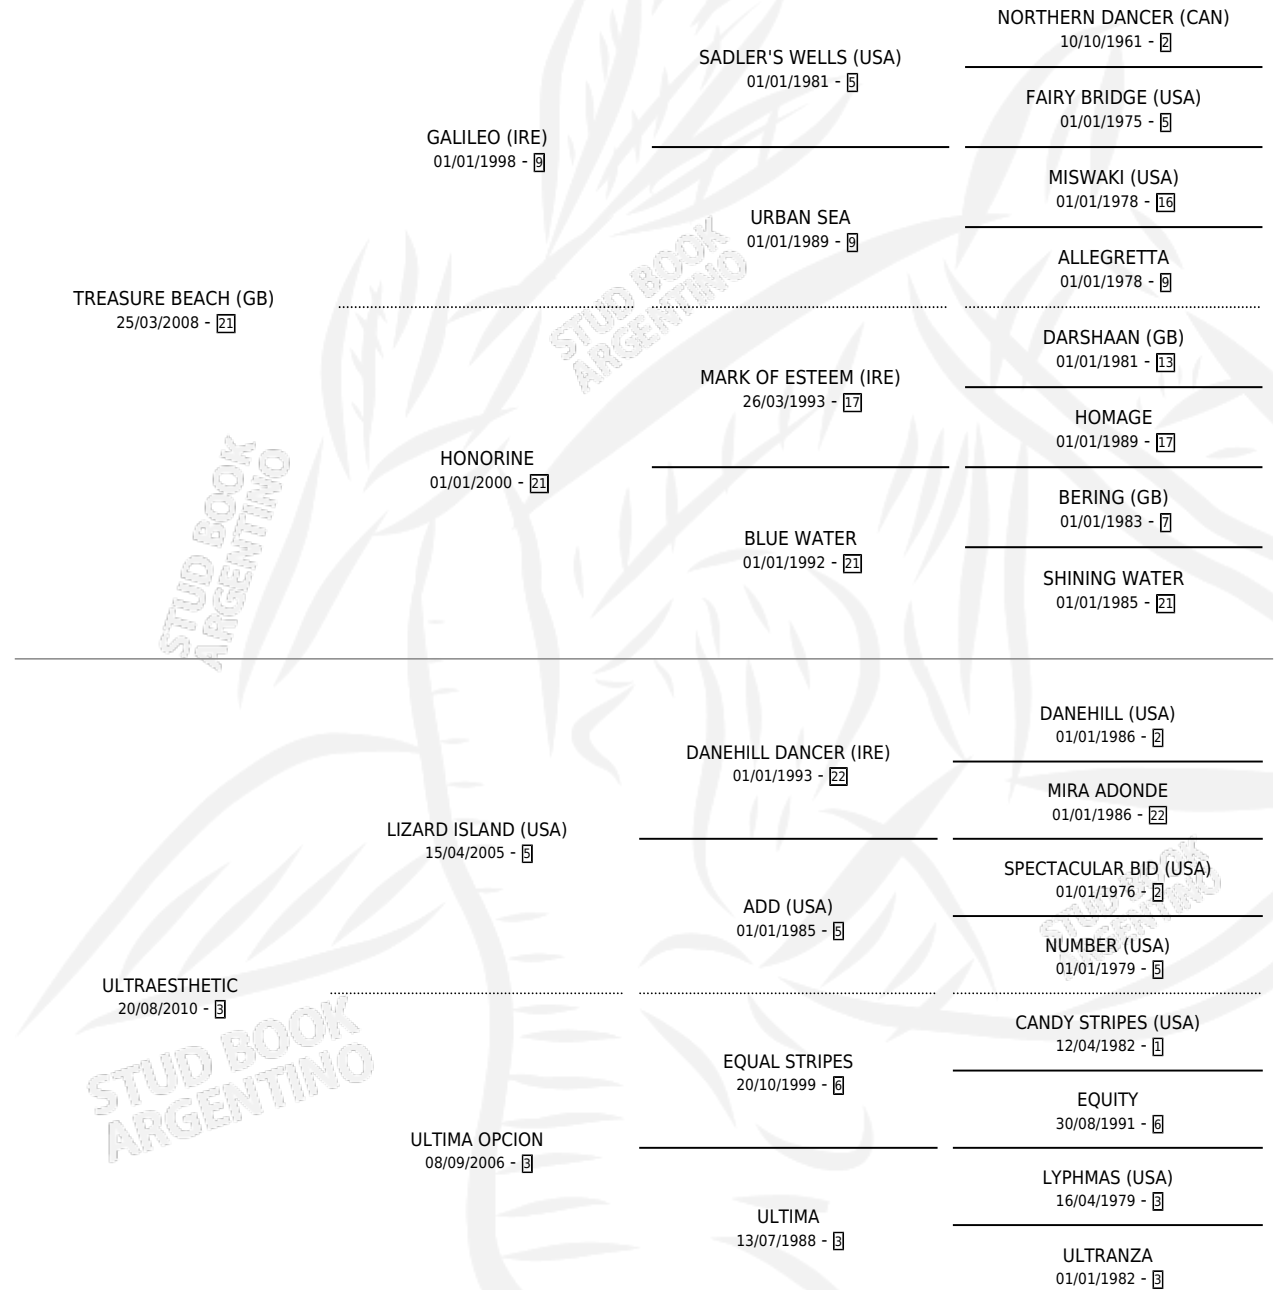 NORTHERN DANCER (CAN)
10/10/1961 - 2
SADLER'S WELLS (USA)
01/01/1981 - 5
FAIRY BRIDGE (USA)
01/01/1975 - 5
GALILEO (IRE)
01/01/1998 - 9
MISWAKI (USA)
01/01/1978 - 16
URBAN SEA
01/01/1989 - 9
ALLEGRETTA
01/01/1978 - 9
TREASURE BEACH (GB)
25/03/2008 - 21
STUD BOOK
ARGENTINO
DARSHAAN (GB)
01/01/1981 - 13
MARK OF ESTEEM (IRE)
26/03/1993 - 17
HOMAGE
01/01/1989 - 17
HONORINE
01/01/2000 - 21
BERING (GB)
01/01/1983 - 7
BLUE WATER
01/01/1992 - 21
SHINING WATER
01/01/1985 - 21
STUD BOOK
ARGENTINO
DANEHILL (USA)
01/01/1986 - 2
DANEHILL DANCER (IRE)
01/01/1993 - 22
MIRA ADONDE
01/01/1986 - 22
LIZARD ISLAND (USA)
15/04/2005 - 5
SPECTACULAR BID (USA)
01/01/1976 - 2
ADD (USA)
01/01/1985 - 5
NUMBER (USA)
01/01/1979 - 5
STUD BOOK
ARGENTINO
ULTRAESTHETIC
20/08/2010 - 3
CANDY STRIPES (USA)
12/04/1982 - 1
EQUAL STRIPES
20/10/1999 - 6
EQUITY
30/08/1991 - 6
STUD BOOK
ARGENTINO
ULTIMA OPCION
08/09/2006 - 3
LYPHMAS (USA)
16/04/1979 - 3
ULTIMA
13/07/1988 - 3
ULTRANZA
01/01/1982 - 3